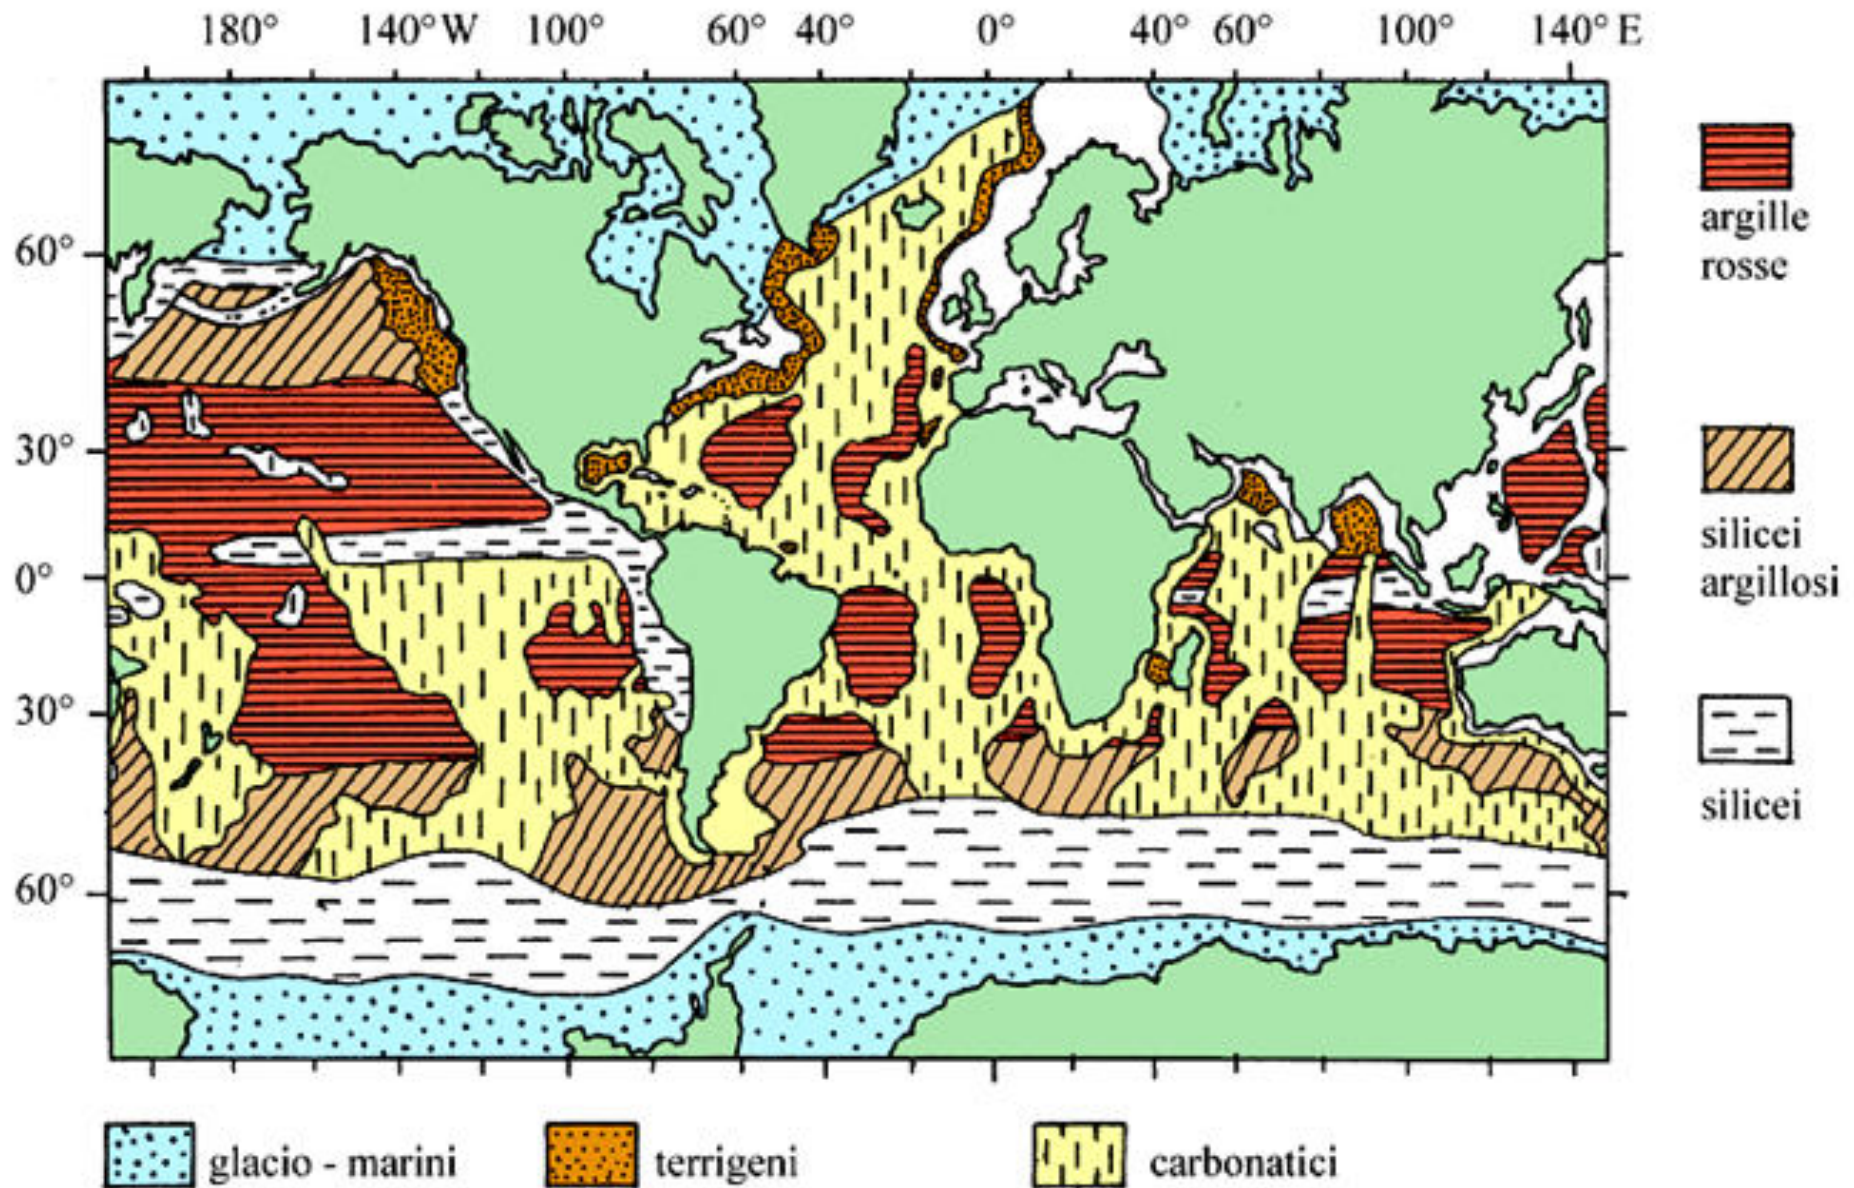 180° 140°W 100° 60° 40° 0° 40° 60° 100° 140° E
60°
30°
0°
30°
60°
argille
rosse
silicei
argillosi
silicei
glacio - marini terrigeni carbonatici